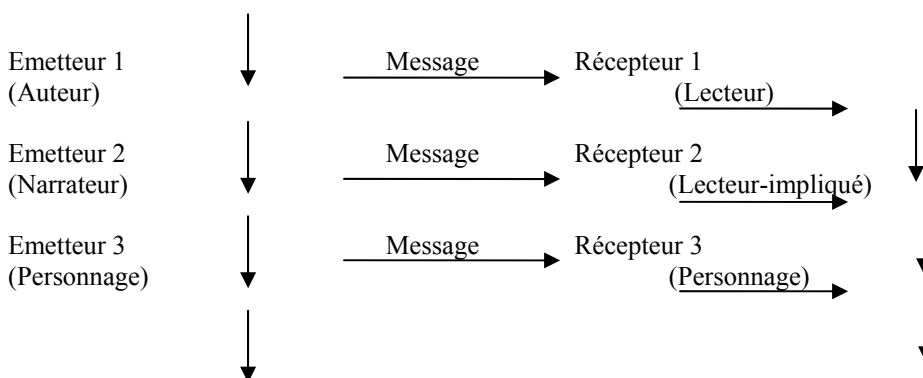 Emetteur 1 Message Récepteur 1
(Auteur) (Lecteur)
Emetteur 2 Message Récepteur 2
(Narrateur) (Lecteur-impliqué)
Emetteur 3 Message Récepteur 3
(Personnage) (Personnage)